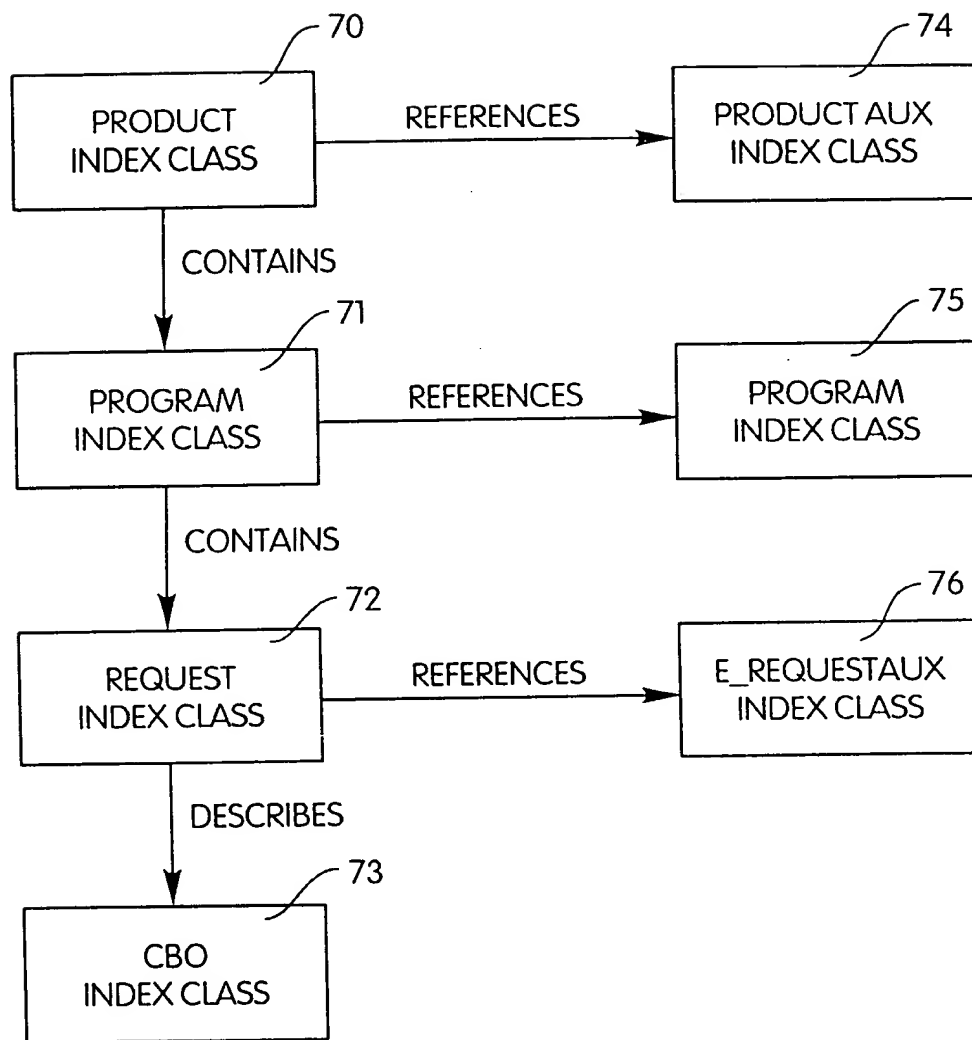 70
74
PRODUCT
INDEX CLASS
REFERENCES
PRODUCT AUX
INDEX CLASS
CONTAINS
71
75
PROGRAM
INDEX CLASS
REFERENCES
PROGRAM
INDEX CLASS
CONTAINS
72
76
REQUEST
INDEX CLASS
REFERENCES
E_REQUESTAUX
INDEX CLASS
DESCRIBES
73
CBO
INDEX CLASS